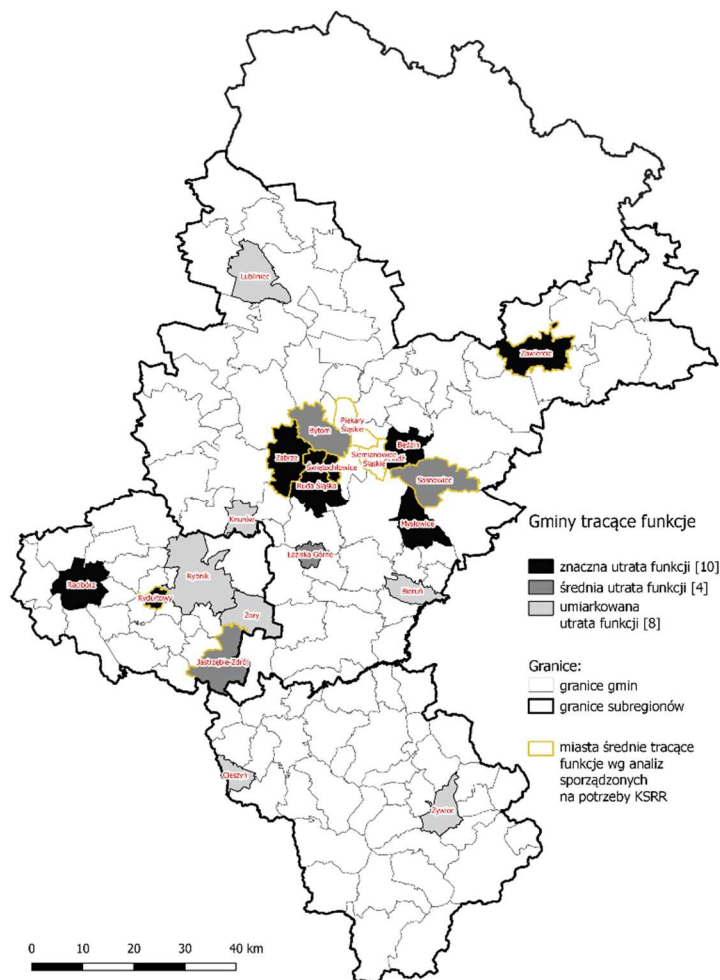 Lubliniec
Zawiercie
Piekary
Śląskie
Bytom
Będzin
Siemianowice
Śląskie
Zabrze
Świętochłowice
Ruda Śląska
Sosnowiec
Mysłowice
Knurów
Łaziska Górne
Racibórz
Rydułtowy
Rybnik
Bieruń
Żory
Jastrzębie-Zdrój
Cieszyn
Żywiec
Gminy tracące funkcje
znaczna utrata funkcji [10]
średnia utrata funkcji [4]
umiarkowana
utrata funkcji [8]
Granice:
granice gmin
granice subregionów
miasta średnie tracące
funkcje wg analiz
sporządzonych
na potrzeby KSRR
0 10 20 30 40 km